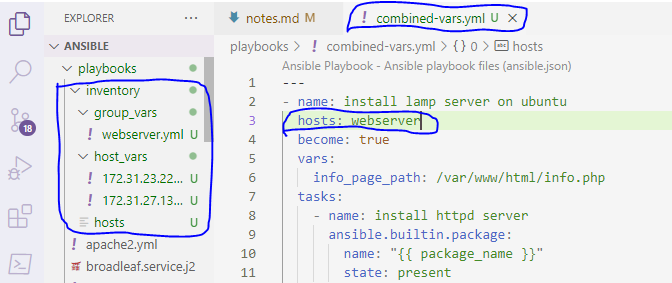 EXPLORER
ANSIBLE
playbooks
inventory
group_vars
! webserver.yml U
host_vars
! 172.31.23.22... U
! 172.31.27.13... U
hosts U
! apache2.yml
broadleaf.service.j2
18
notes.md M
! combined-vars.yml U X
playbooks > ! combined-vars.yml > {} 0 > abc hosts
Ansible Playbook - Ansible playbook files (ansible.json)
1 ---
2 - name: install lamp server on ubuntu
3 hosts: webserver
4 become: true
5 vars:
6 info_page_path: /var/www/html/info.php
7 tasks:
8 - name: install httpd server
9 ansible.builtin.package:
10 name: "{{ package_name }}"
11 state: present